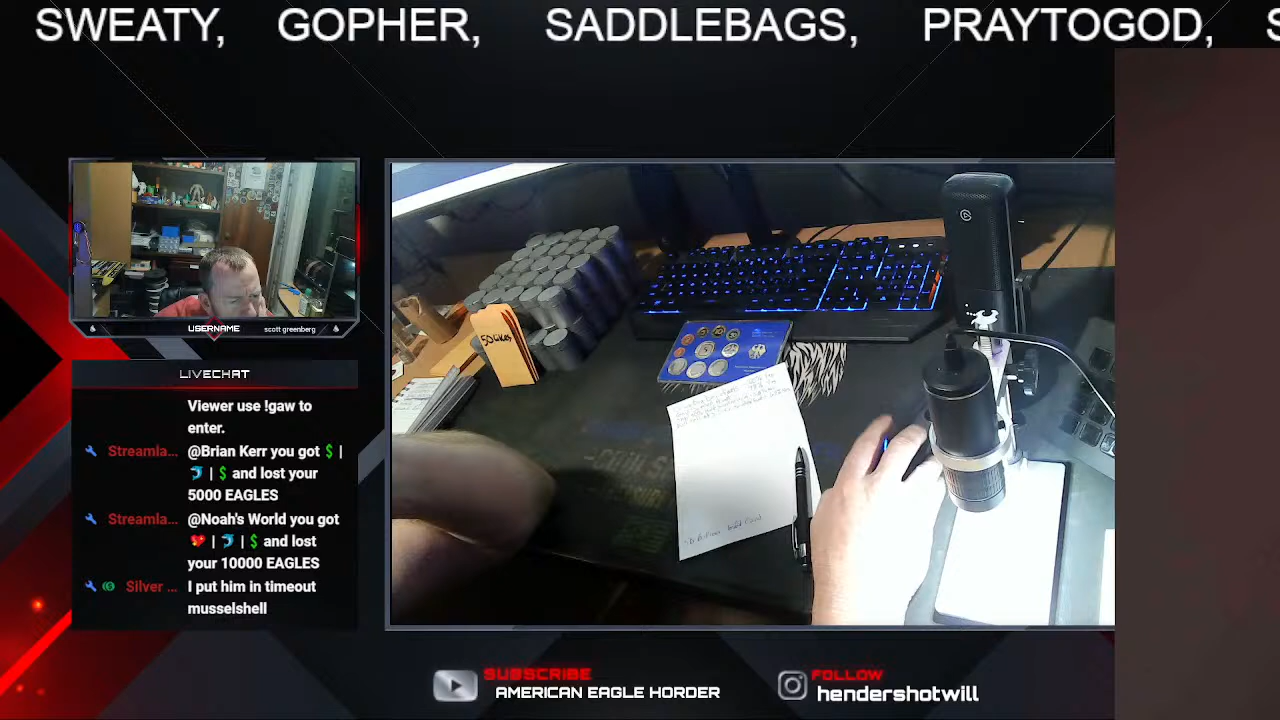 SWEATY, GOPHER, SADDLEBAGS, PRAYTOGOD, S
USERNAME
scott greenberg
LIVECHAT
Viewer use !gaw to
enter.
Streamla... @Brian Kerr you got $ |
🐬 | $ and lost your
5000 EAGLES
Streamla... @Noah's World you got
💖 | 🐬 | $ and lost
your 10000 EAGLES
Silver ... I put him in timeout
musselshell
SUBSCRIBE
AMERICAN EAGLE HORDER
FOLLOW
hendershotwill